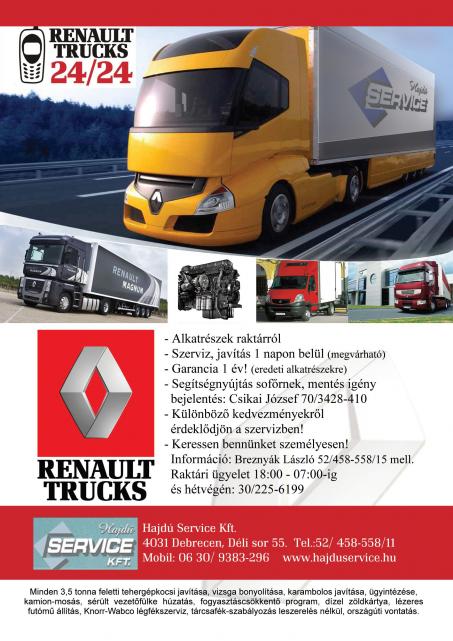 RENAULT
TRUCKS
24/24
Hajdú
SERVICE
RENAULT
MAGNUM
- Alkatrészek raktárról
- Szerviz, javítás 1 napon belül (megvárható)
- Garancia 1 év! (eredeti alkatrészekre)
- Segítségnyújtás sofőrnek, mentés igény
bejelentés: Csikai József 70/3428-410
- Különböző kedvezményekről
érdeklődjön a szervizben!
- Keressen bennünket személyesen!
Információ: Breznyák László 52/458-558/15 mell.
Raktári ügyelet 18:00 - 07:00-ig
és hétvégén: 30/225-6199
RENAULT
TRUCKS
Hajdú
SERVICE
KFT.
Hajdú Service Kft.
4031 Debrecen, Déli sor 55. Tel.:52/ 458-558/11
Mobil: 06 30/ 9383-296 www.hajduservice.hu
Minden 3,5 tonna feletti tehergépkocsi javítása, vizsga bonyolítása, karambolos javítása, ügyintézése,
kamion-mosás, sérült vezetőfülke húzatás, fogyasztáscsökkentő program, dízel zöldkártya, lézeres
futómű állítás, Knorr-Wabco légfékszerviz, tárcsafék-szabályozás leszerelés nélkül, országúti vontatás.